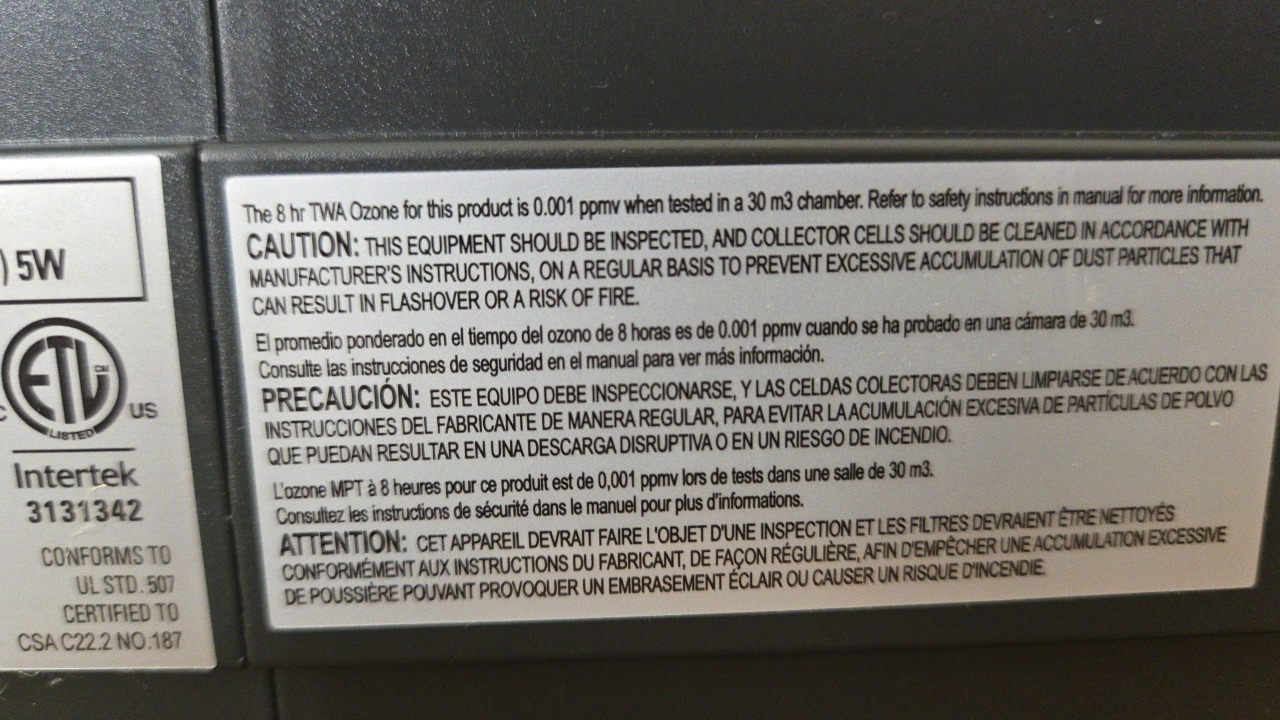 ) 5W
ETL
CM
LISTED
C
US
Intertek
3131342
CONFORMS TO
UL STD. 507
CERTIFIED TO
CSA C22.2 NO.187
The 8 hr TWA Ozone for this product is 0.001 ppmv when tested in a 30 m3 chamber. Refer to safety instructions in manual for more information.
CAUTION: THIS EQUIPMENT SHOULD BE INSPECTED, AND COLLECTOR CELLS SHOULD BE CLEANED IN ACCORDANCE WITH
MANUFACTURER'S INSTRUCTIONS, ON A REGULAR BASIS TO PREVENT EXCESSIVE ACCUMULATION OF DUST PARTICLES THAT
CAN RESULT IN FLASHOVER OR A RISK OF FIRE.
El promedio ponderado en el tiempo del ozono de 8 horas es de 0.001 ppmv cuando se ha probado en una cámara de 30 m3.
Consulte las instrucciones de seguridad en el manual para ver más información.
PRECAUCIÓN: ESTE EQUIPO DEBE INSPECCIONARSE, Y LAS CELDAS COLECTORAS DEBEN LIMPIARSE DE ACUERDO CON LAS
INSTRUCCIONES DEL FABRICANTE DE MANERA REGULAR, PARA EVITAR LA ACUMULACIÓN EXCESIVA DE PARTÍCULAS DE POLVO
QUE PUEDAN RESULTAR EN UNA DESCARGA DISRUPTIVA O EN UN RIESGO DE INCENDIO.
L'ozone MPT à 8 heures pour ce produit est de 0,001 ppmv lors de tests dans une salle de 30 m3.
Consultez les instructions de sécurité dans le manuel pour plus d'informations.
ATTENTION: CET APPAREIL DEVRAIT FAIRE L'OBJET D'UNE INSPECTION ET LES FILTRES DEVRAIENT ÊTRE NETTOYÉS
CONFORMÉMENT AUX INSTRUCTIONS DU FABRICANT, DE FAÇON RÉGULIÈRE, AFIN D'EMPÊCHER UNE ACCUMULATION EXCESSIVE
DE POUSSIÈRE POUVANT PROVOQUER UN EMBRASEMENT ÉCLAIR OU CAUSER UN RISQUE D'INCENDIE.